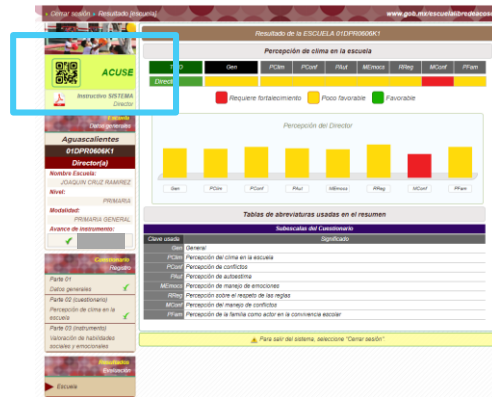 Cerrar sesión • Resultado [escuela]
www.gob.mx/escuelalibredeacoso
ACUSE
Instructivo SISTEMA
Director
Escuela
Datos generales
Aguascalientes
01DPR0606K1
Director(a)
Nombre Escuela:
JOAQUIN CRUZ RAMIREZ
Nivel:
PRIMARIA
Modalidad:
PRIMARIA GENERAL
Avance de instrumento:
Cuestionario
Registro
Parte 01
Datos generales
Parte 02 (cuestionario)
Percepción de clima en la
escuela
Parte 03 (instrumento)
Valoración de habilidades
sociales y emocionales
Resultados
Evaluación
Escuela
Resultado de la ESCUELA 01DPR0606K1
Percepción de clima en la escuela
Gen PClim PConf PAut MEmocs RReg MConf PFam
Requiere fortalecimiento Poco favorable Favorable
Percepción del Director
Gen PClim PConf PAut MEmocs RReg MConf PFam
Tablas de abreviaturas usadas en el resumen
Subescalas del Cuestionario
Clave usada Significado
Gen General
PClim Percepción del clima en la escuela
PConf Percepción de conflictos
PAut Percepción de autoestima
MEmocs Percepción de manejo de emociones
RReg Percepción sobre el respeto de las reglas
MConf Percepción del manejo de conflictos
PFam Percepción de la familia como actor en la convivencia escolar
Para salir del sistema, seleccione "Cerrar sesión"